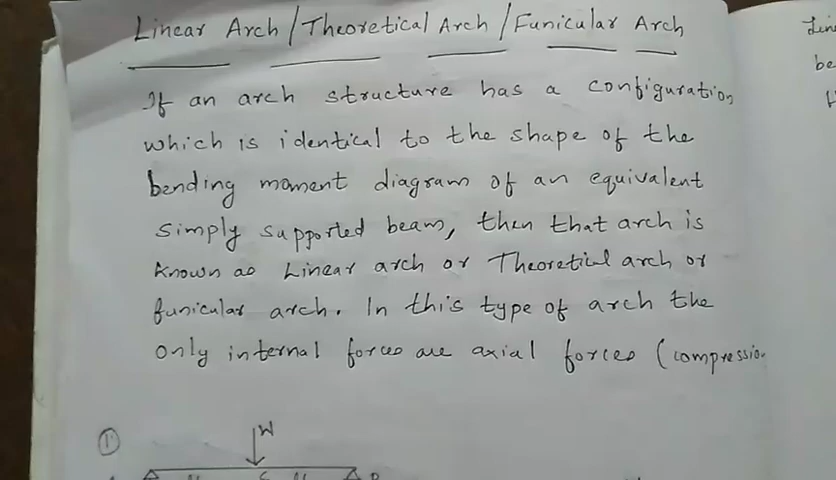 Linear Arch/Theoretical Arch/Funicular Arch
If an arch structure has a configuration
which is identical to the shape of the
bending moment diagram of an equivalent
simply supported beam, then that arch is
known as Linear arch or Theoretical arch or
funicular arch. In this type of arch the
only internal forces are axial forces (compression
① W
C
be